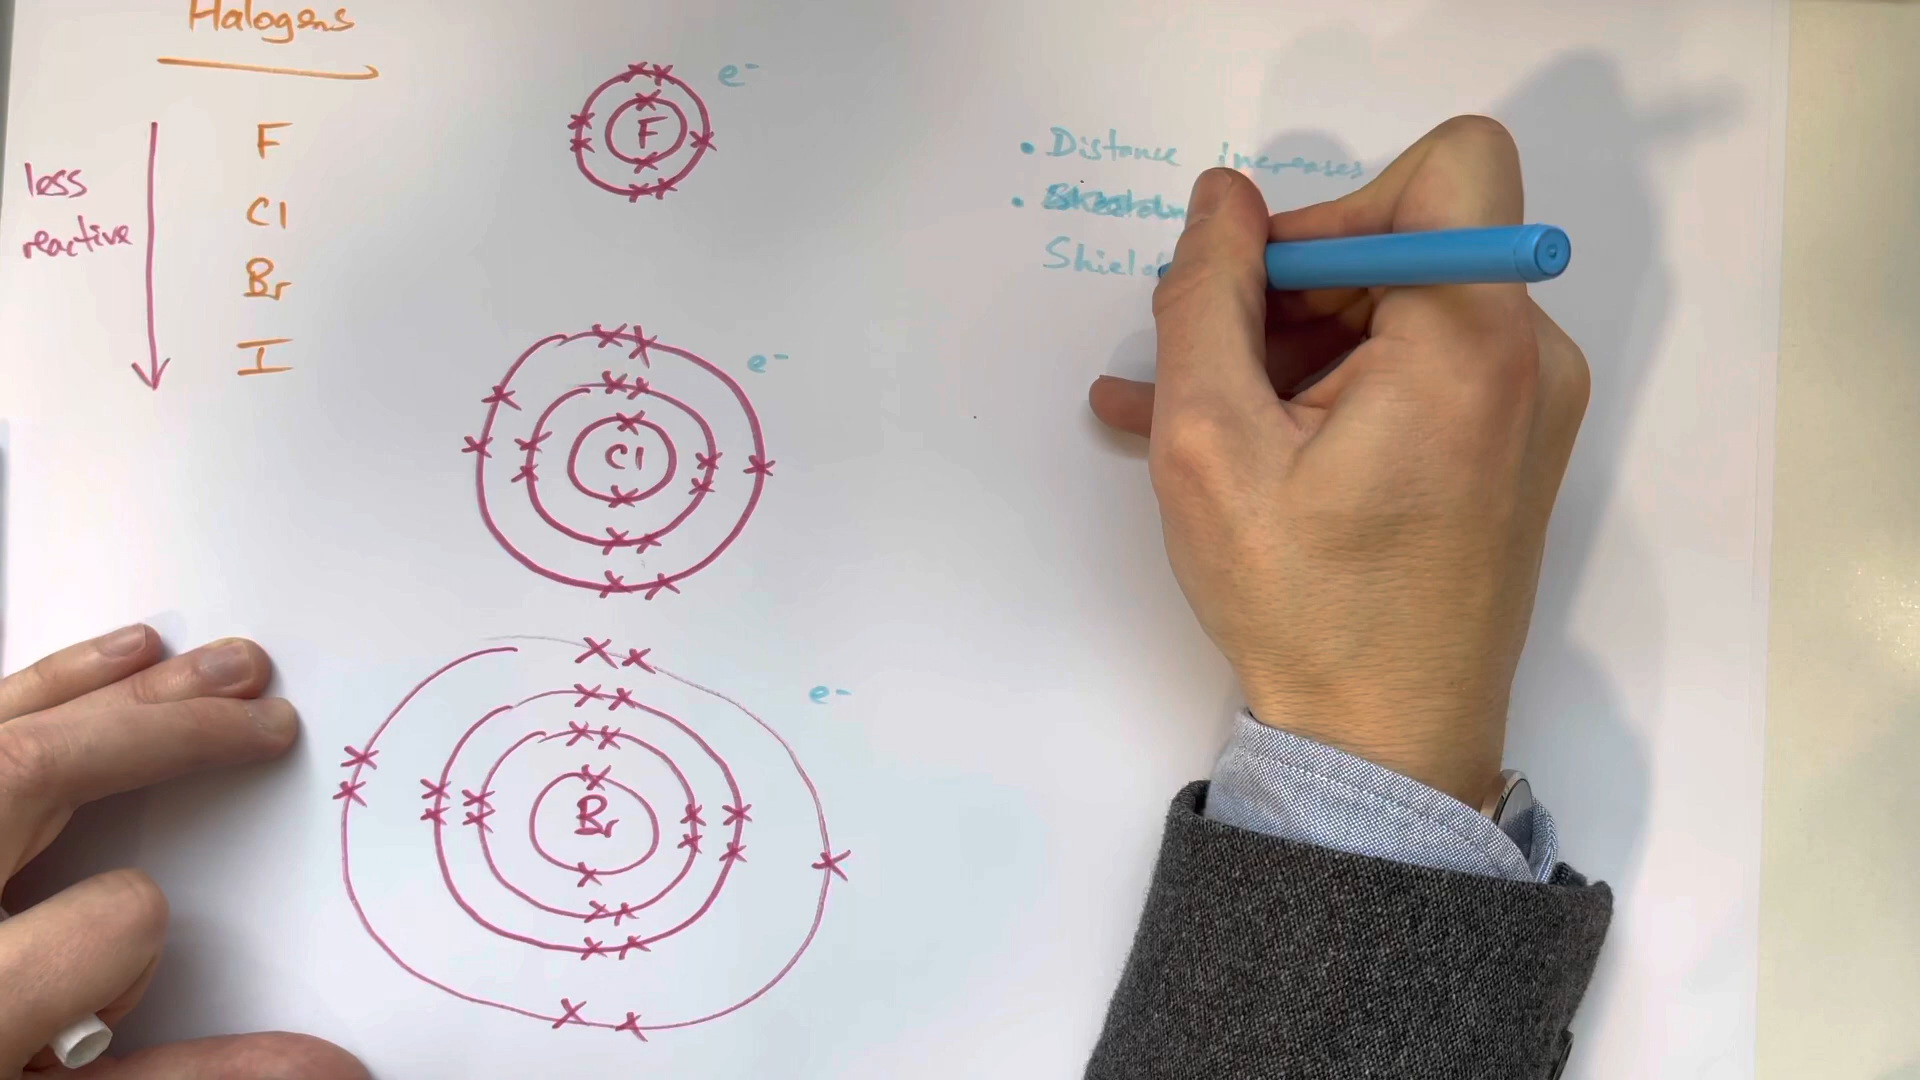 Halogens
F
Cl
Br
I
less
reactive
F
e-
Cl
e-
Br
e-
• Distance increases
•
Shield